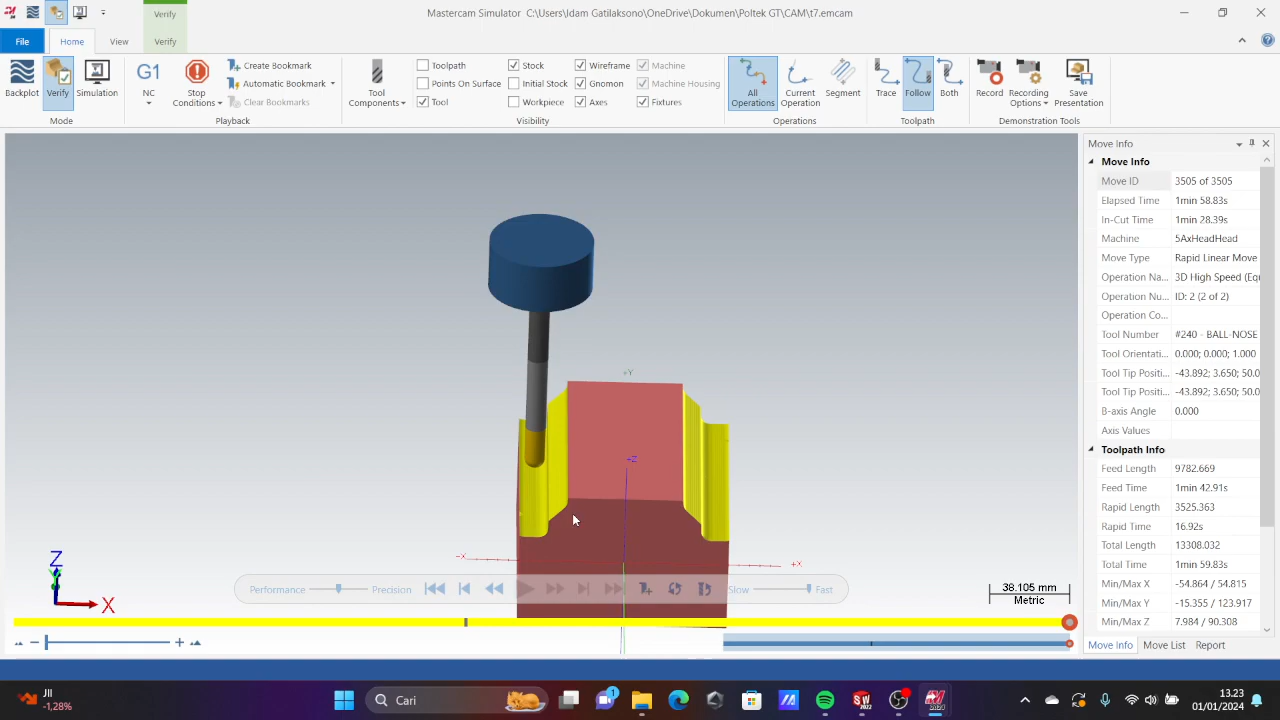 Verify
Mastercam Simulator C:\Users\Idam Gatilaksono\OneDrive\Dokumen\Poltek GT\CAM\t7.emcam
File Home View Verify
Backplot Verify Simulation
Mode
G1
NC
Stop
Conditions
Create Bookmark
Automatic Bookmark
Clear Bookmarks
Playback
Tool
Components
Toolpath Stock Wireframe Machine
Points On Surface Initial Stock Gnomon Machine Housing
Tool Workpiece Axes Fixtures
Visibility
All
Operations
Current
Operation
Segment
Operations
Trace Follow Both
Toolpath
Record
Recording
Options
Save
Presentation
Demonstration Tools
+Y
+Z
-X
+X
Z
Y
X
Performance Precision Slow Fast
38.105 mm
Metric
Move Info
Move Info
Move ID 3505 of 3505
Elapsed Time 1min 58.83s
In-Cut Time 1min 28.39s
Machine 5AxHeadHead
Move Type Rapid Linear Move
Operation Na... 3D High Speed (Equ
Operation Nu... ID: 2 (2 of 2)
Operation Co...
Tool Number #240 - BALL-NOSE
Tool Orientati... 0.000; 0.000; 1.000
Tool Tip Positi... -43.892; 3.650; 50.0
Tool Tip Positi... -43.892; 3.650; 50.0
B-axis Angle 0.000
Axis Values
Toolpath Info
Feed Length 9782.669
Feed Time 1min 42.91s
Rapid Length 3525.363
Rapid Time 16.92s
Total Length 13308.032
Total Time 1min 59.83s
Min/Max X -54.864 / 54.815
Min/Max Y -15.355 / 123.917
Min/Max Z 7.984 / 90.308
Move Info Move List Report
JII
-1,28%
Cari
1
13.23
01/01/2024